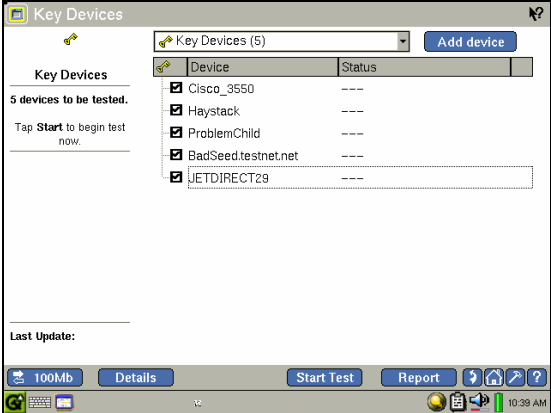 Key Devices
?
Key Devices
5 devices to be tested.
Tap Start to begin test
now.
Last Update:
Key Devices (5)
Add device
Device Status
Cisco_3550 ---
Haystack ---
ProblemChild ---
BadSeed.testnet.net ---
JETDIRECT29 ---
100Mb Details Start Test Report ?
10:39 AM